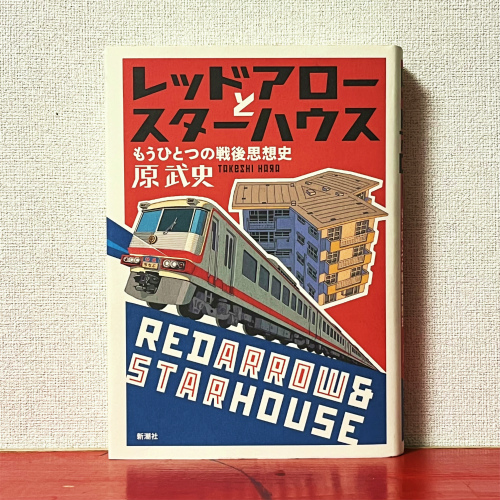 レッドアロー
と
スターハウス
もうひとつの戦後思想史
原 武史 TAKESHI HARA
REDARROW&
STARHOUSE
新潮社